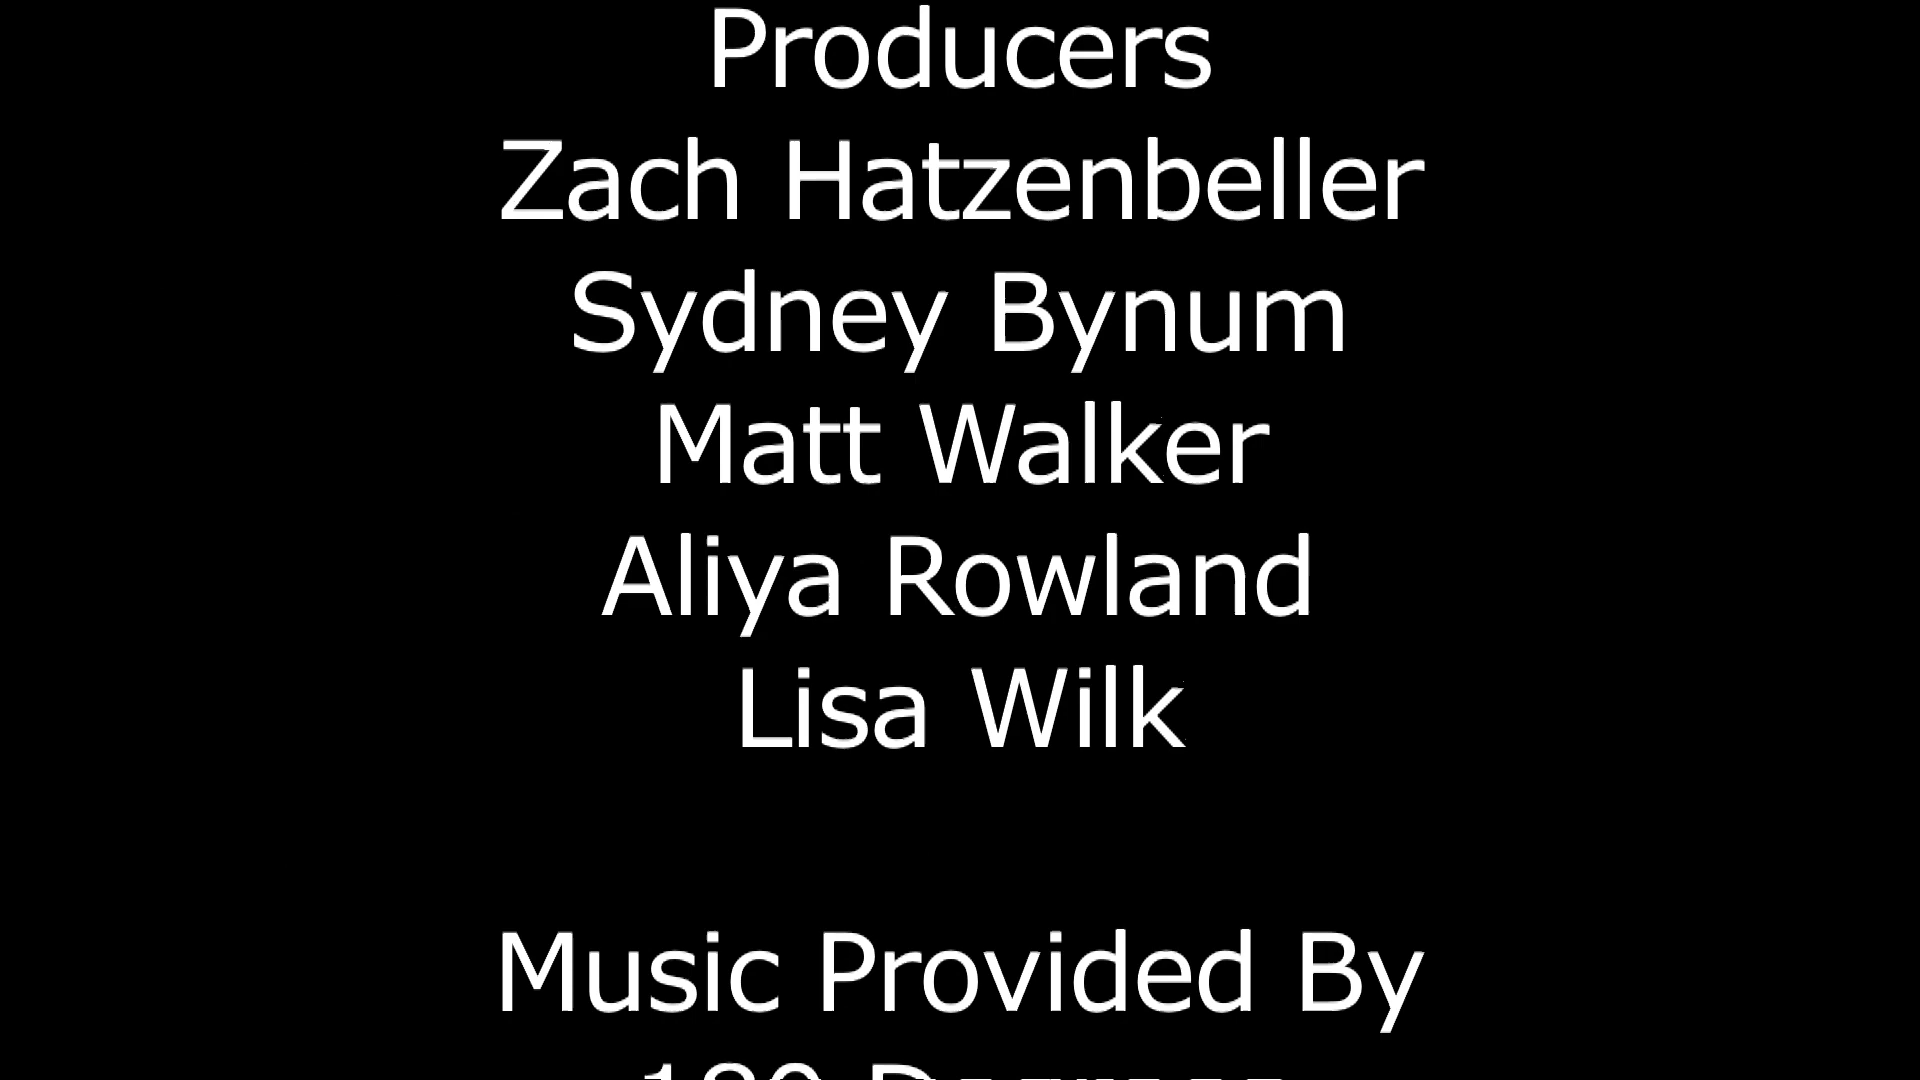 Producers
Zach Hatzenbeller
Sydney Bynum
Matt Walker
Aliya Rowland
Lisa Wilk
Music Provided By